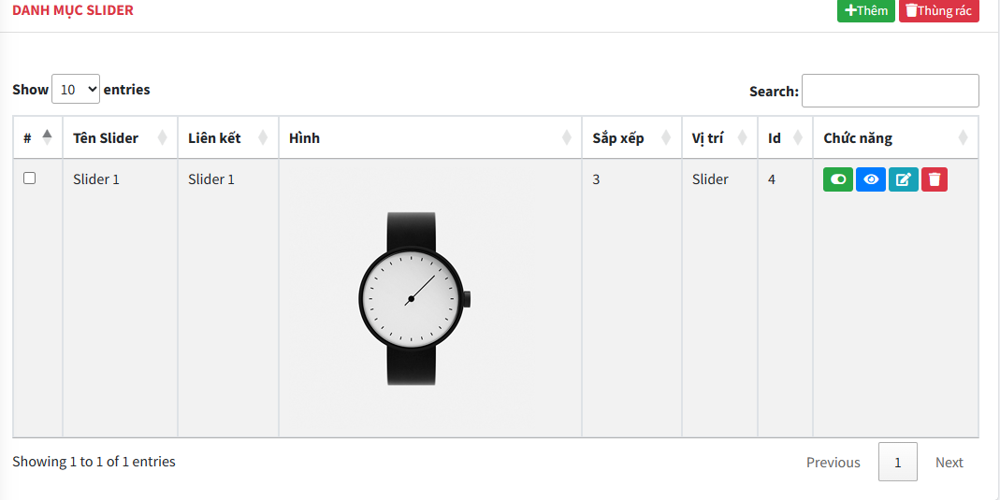 DANH MỤC SLIDER
Thêm
Thùng rác
Show 10 entries
Search:
# Tên Slider Liên kết Hình Sắp xếp Vị trí Id Chức năng
Slider 1 Slider 1 3 Slider 4
Showing 1 to 1 of 1 entries
Previous 1 Next